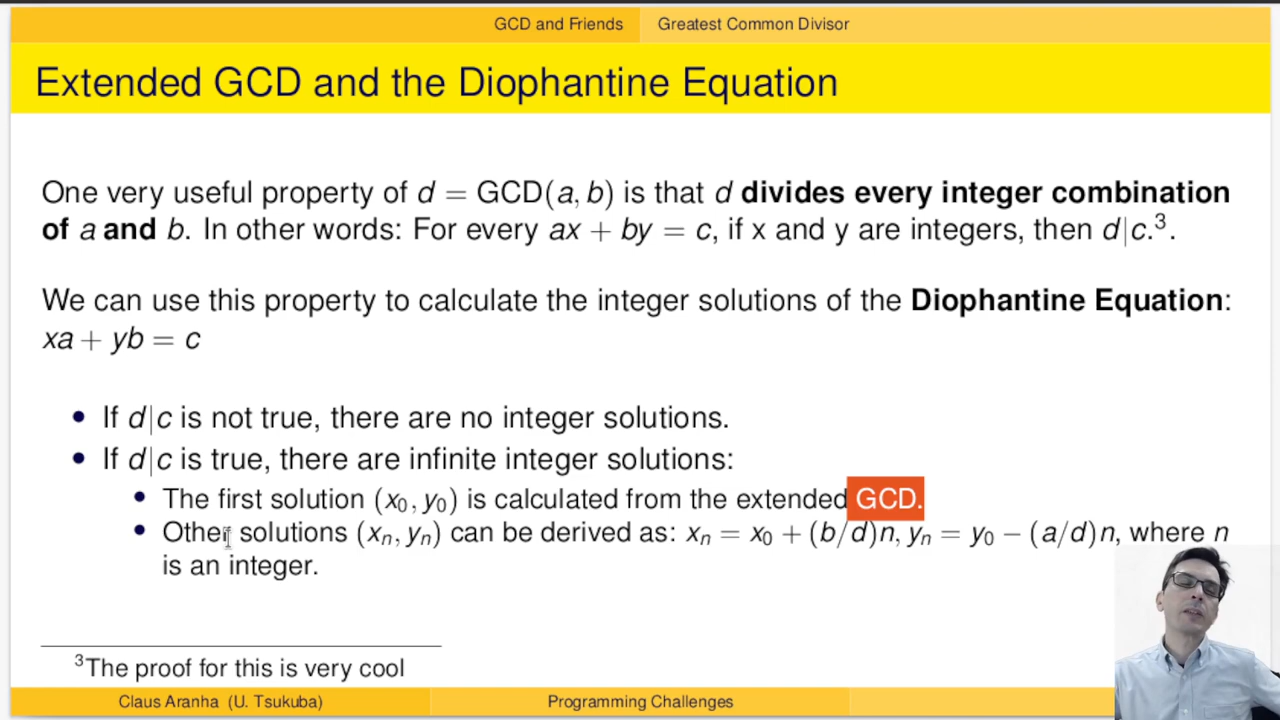 GCD and Friends Greatest Common Divisor
Extended GCD and the Diophantine Equation
One very useful property of d = GCD(a, b) is that d divides every integer combination
of a and b. In other words: For every ax + by = c, if x and y are integers, then d|c.³.
We can use this property to calculate the integer solutions of the Diophantine Equation:
xa + yb = c
• If d|c is not true, there are no integer solutions.
• If d|c is true, there are infinite integer solutions:
• The first solution (x₀, y₀) is calculated from the extended GCD.
• Other solutions (xₙ, yₙ) can be derived as: xₙ = x₀ + (b/d)n, yₙ = y₀ − (a/d)n, where n
is an integer.
³The proof for this is very cool
Claus Aranha (U. Tsukuba) Programming Challenges